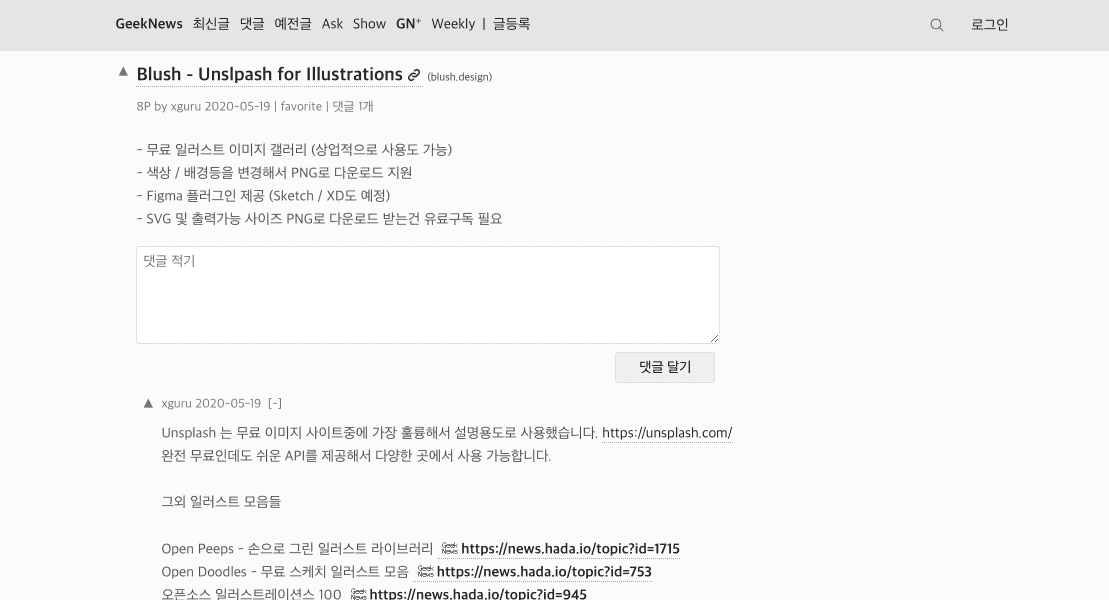 GeekNews 최신글 댓글 예전글 Ask Show GN+ Weekly | 글등록 로그인
▲ Blush - Unslpash for Illustrations (blush.design)
8P by xguru 2020-05-19 | favorite | 댓글 1개
- 무료 일러스트 이미지 갤러리 (상업적으로 사용도 가능)
- 색상 / 배경등을 변경해서 PNG로 다운로드 지원
- Figma 플러그인 제공 (Sketch / XD도 예정)
- SVG 및 출력가능 사이즈 PNG로 다운로드 받는건 유료구독 필요
댓글 적기
댓글 달기
▲ xguru 2020-05-19 [-]
Unsplash 는 무료 이미지 사이트중에 가장 훌륭해서 설명용도로 사용했습니다. https://unsplash.com/
완전 무료인데도 쉬운 API를 제공해서 다양한 곳에서 사용 가능합니다.
그외 일러스트 모음들
Open Peeps - 손으로 그린 일러스트 라이브러리 Geek News https://news.hada.io/topic?id=1715
Open Doodles - 무료 스케치 일러스트 모음 Geek News https://news.hada.io/topic?id=753
오픈소스 일러스트레이션스 100 Geek News https://news.hada.io/topic?id=945